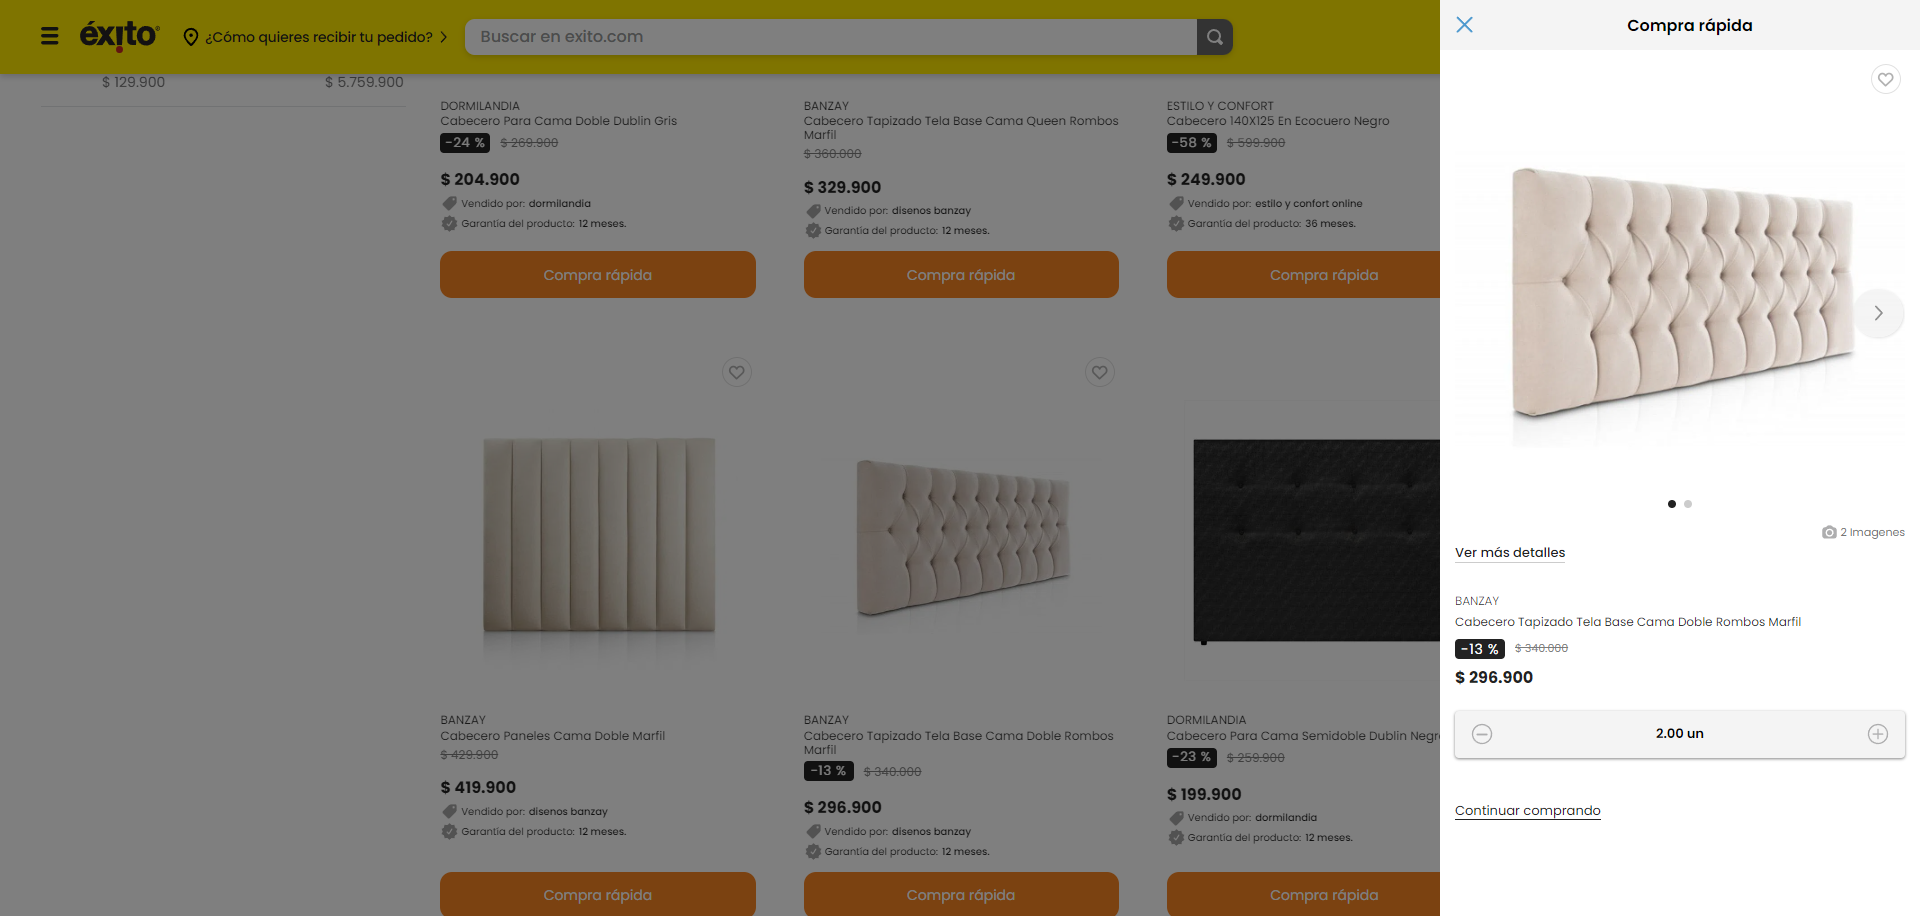 éxito
¿Cómo quieres recibir tu pedido?
Buscar en exito.com
$ 129.900
$ 5.759.900
DORMILANDIA
Cabecero Para Cama Doble Dublin Gris
-24 %
$ 269.900
$ 204.900
Vendido por: dormilandia
Garantía del producto: 12 meses.
Compra rápida
BANZAY
Cabecero Tapizado Tela Base Cama Queen Rombos
Marfil
$ 360.000
$ 329.900
Vendido por: disenos banzay
Garantía del producto: 12 meses.
Compra rápida
ESTILO Y CONFORT
Cabecero 140X125 En Ecocuero Negro
-58 %
$ 599.900
$ 249.900
Vendido por: estilo y confort online
Garantía del producto: 36 meses.
Compra rápida
BANZAY
Cabecero Paneles Cama Doble Marfil
$ 429.900
$ 419.900
Vendido por: disenos banzay
Garantía del producto: 12 meses.
Compra rápida
BANZAY
Cabecero Tapizado Tela Base Cama Doble Rombos
Marfil
-13 %
$ 340.000
$ 296.900
Vendido por: disenos banzay
Garantía del producto: 12 meses.
Compra rápida
DORMILANDIA
Cabecero Para Cama Semidoble Dublin Negr
-23 %
$ 259.900
$ 199.900
Vendido por: dormilandia
Garantía del producto: 12 meses.
Compra rápida
Compra rápida
2 Imagenes
Ver más detalles
BANZAY
Cabecero Tapizado Tela Base Cama Doble Rombos Marfil
-13 %
$ 340.000
$ 296.900
2.00 un
Continuar comprando